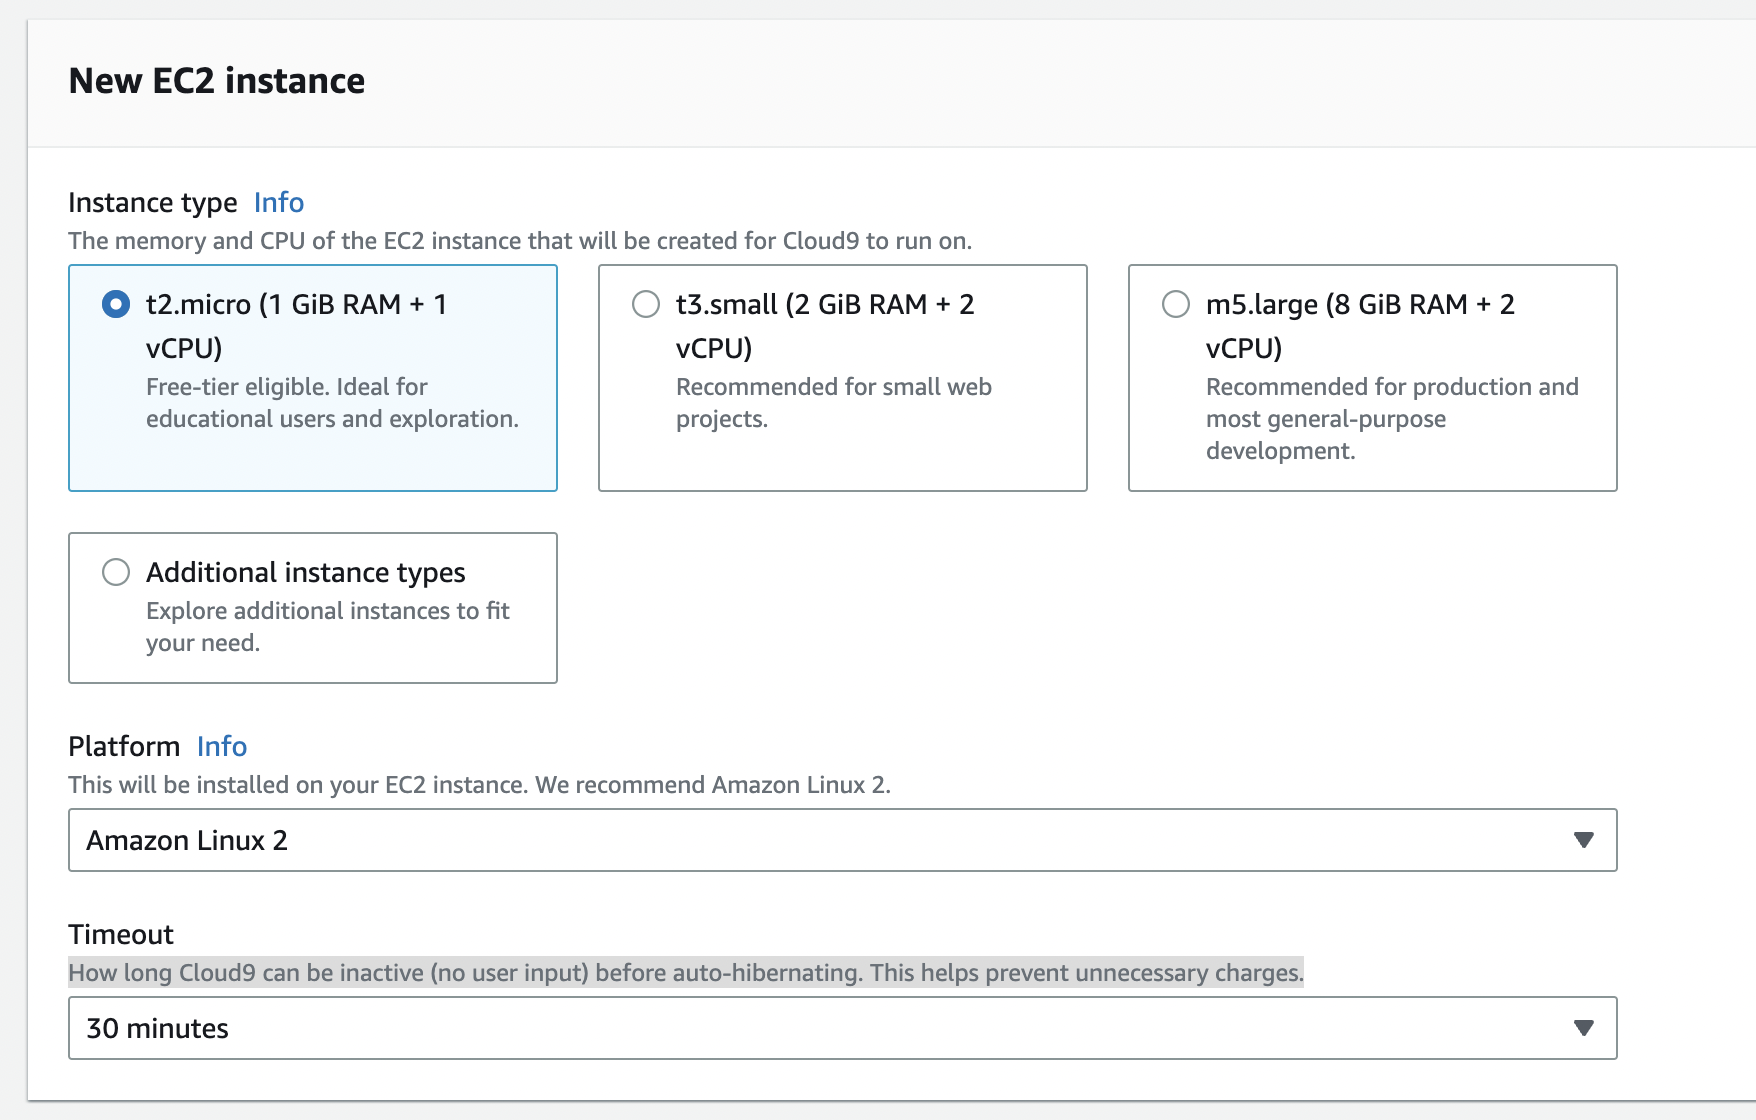 New EC2 instance
Instance type Info
The memory and CPU of the EC2 instance that will be created for Cloud9 to run on.
t2.micro (1 GiB RAM + 1
vCPU)
Free-tier eligible. Ideal for
educational users and exploration.
t3.small (2 GiB RAM + 2
vCPU)
Recommended for small web
projects.
m5.large (8 GiB RAM + 2
vCPU)
Recommended for production and
most general-purpose
development.
Additional instance types
Explore additional instances to fit
your need.
Platform Info
This will be installed on your EC2 instance. We recommend Amazon Linux 2.
Amazon Linux 2
Timeout
How long Cloud9 can be inactive (no user input) before auto-hibernating. This helps prevent unnecessary charges.
30 minutes